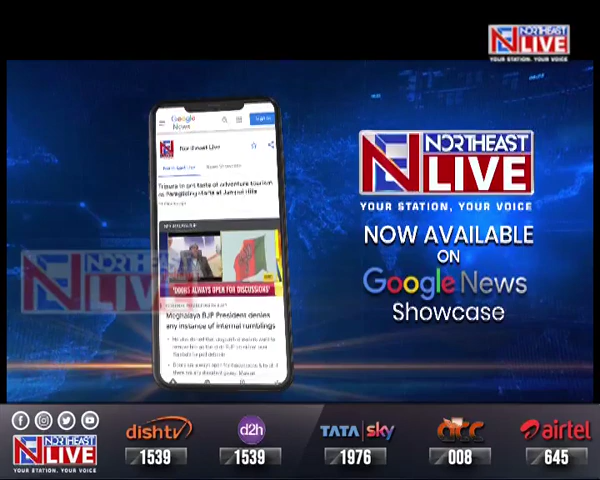 NORTHEAST
LIVE
YOUR STATION, YOUR VOICE
Google
News
Sign in
Northeast Live
Tripura to get taste of adventure tourism
as Paragliding starts at Jampui Hills
"DOORS ALWAYS OPEN FOR DISCUSSIONS"
Meghalaya BJP President denies
any instance of internal rumblings
NORTHEAST
LIVE
YOUR STATION, YOUR VOICE
NOW AVAILABLE
ON
Google News
Showcase
NORTHEAST
LIVE
NORTHEAST
LIVE
YOUR STATION, YOUR VOICE
dishtv
1539
d2h
1539
TATA sky
1976
008
airtel
645